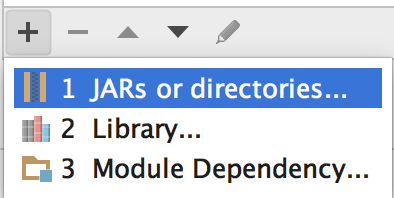 1 JARs or directories...
2 Library...
3 Module Dependency...